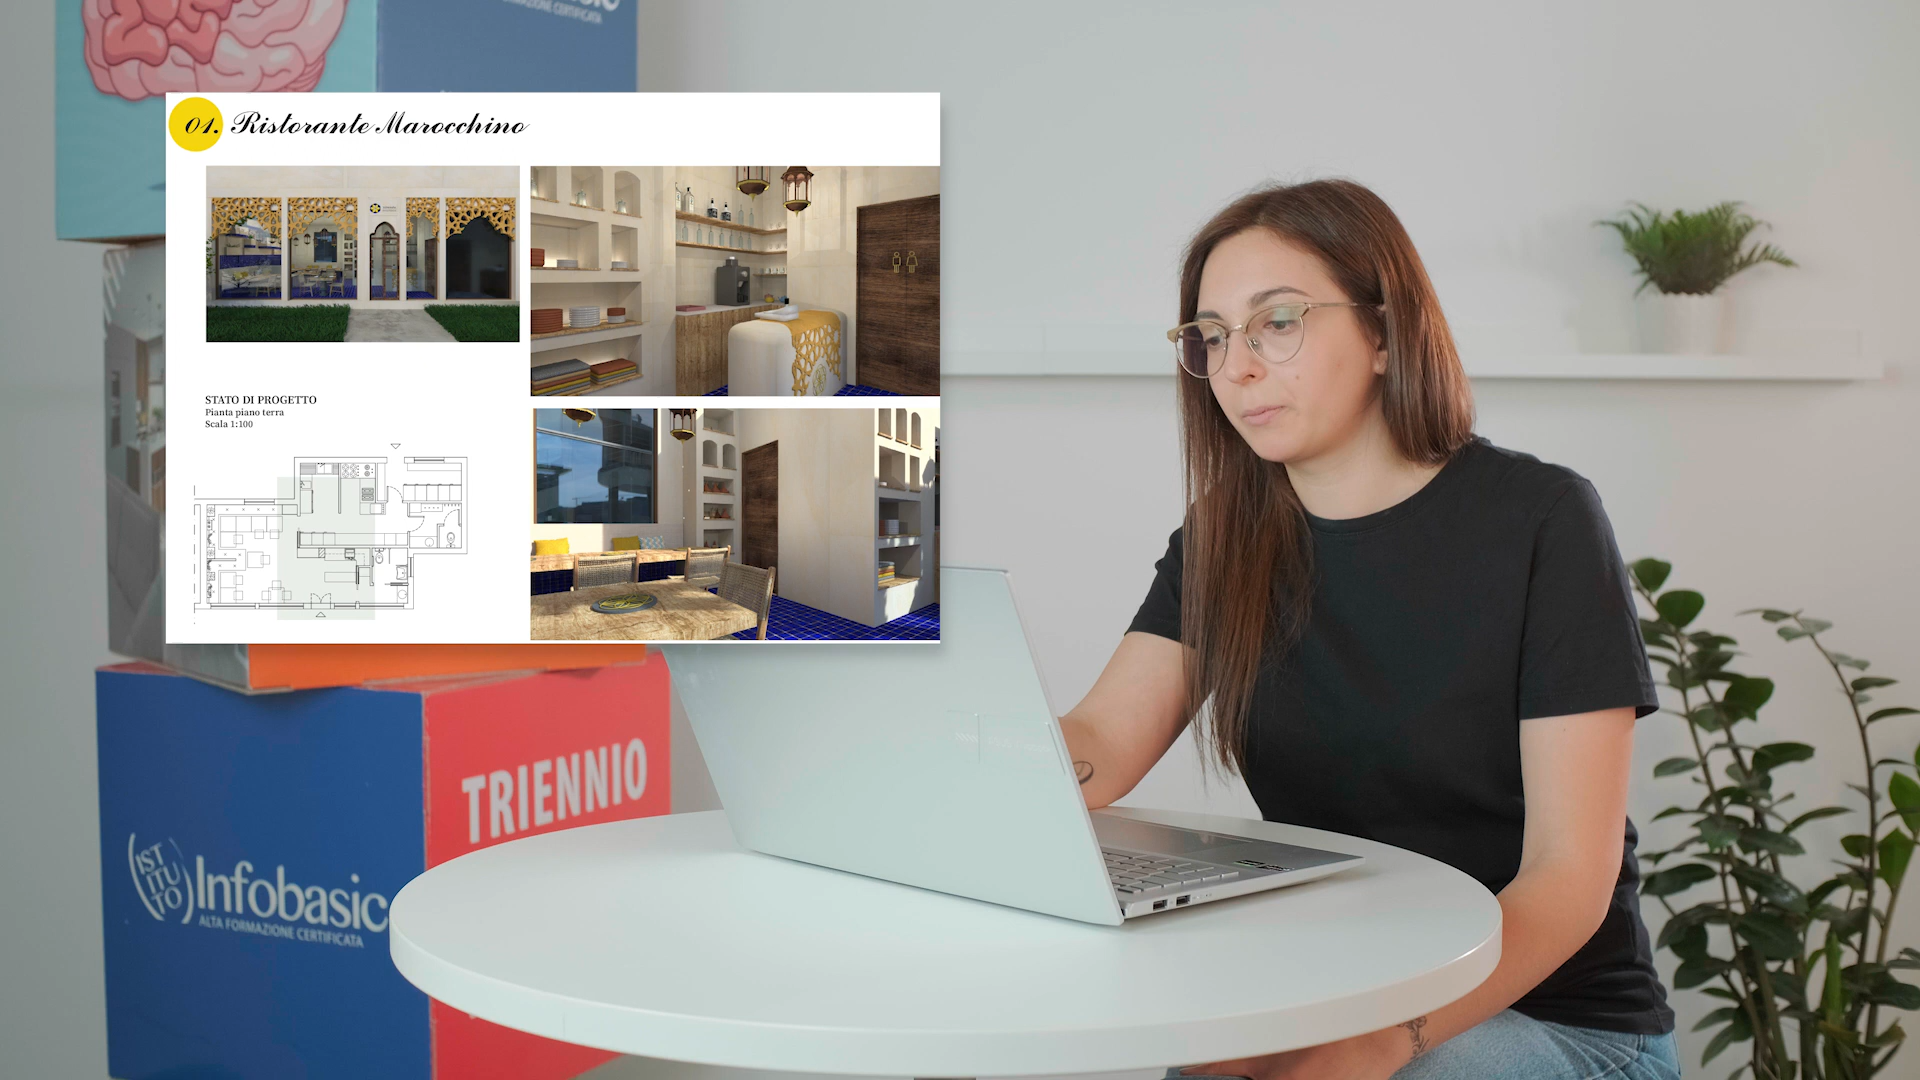 01. Ristorante Marocchino
STATO DI PROGETTO
Pianta piano terra
Scala 1:100
TRIENNIO
ISTITUTO
Infobasic
ALTA FORMAZIONE CERTIFICATA